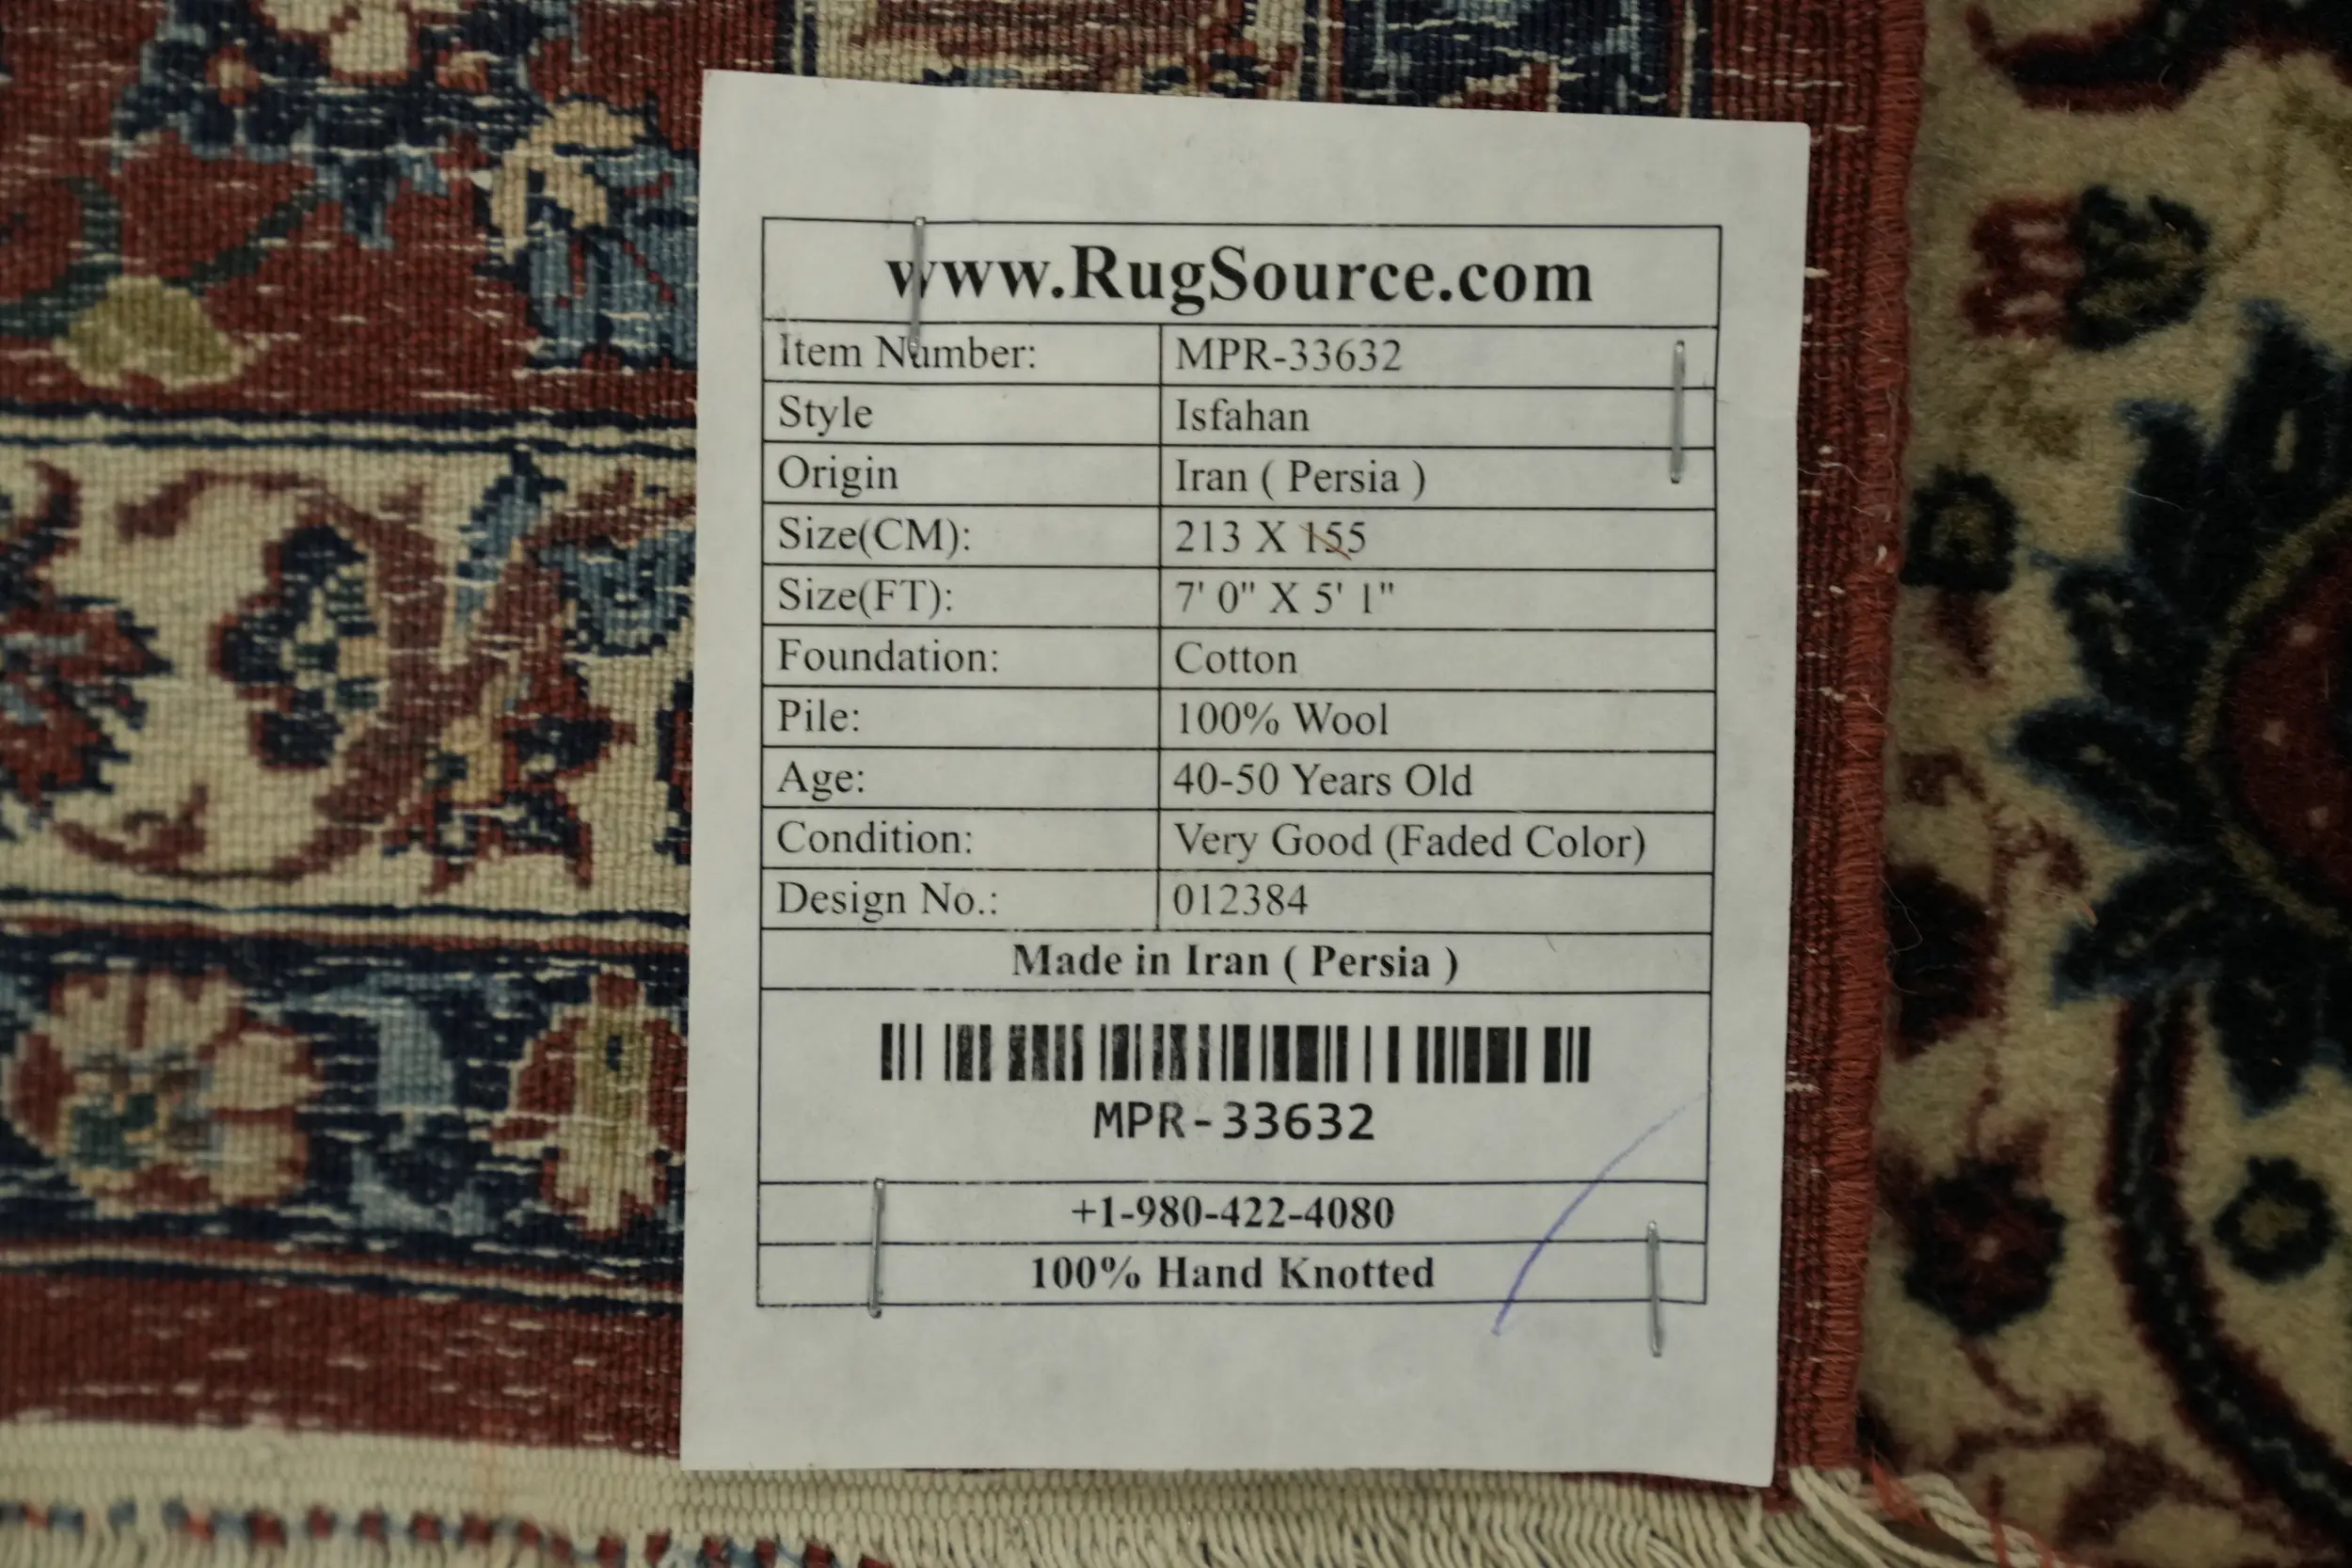 www.RugSource.com
Item Number: MPR-33632
Style Isfahan
Origin Iran ( Persia )
Size(CM): 213 X 155
Size(FT): 7' 0" X 5' 1"
Foundation: Cotton
Pile: 100% Wool
Age: 40-50 Years Old
Condition: Very Good (Faded Color)
Design No.: 012384
Made in Iran ( Persia )
MPR-33632
+1-980-422-4080
100% Hand Knotted